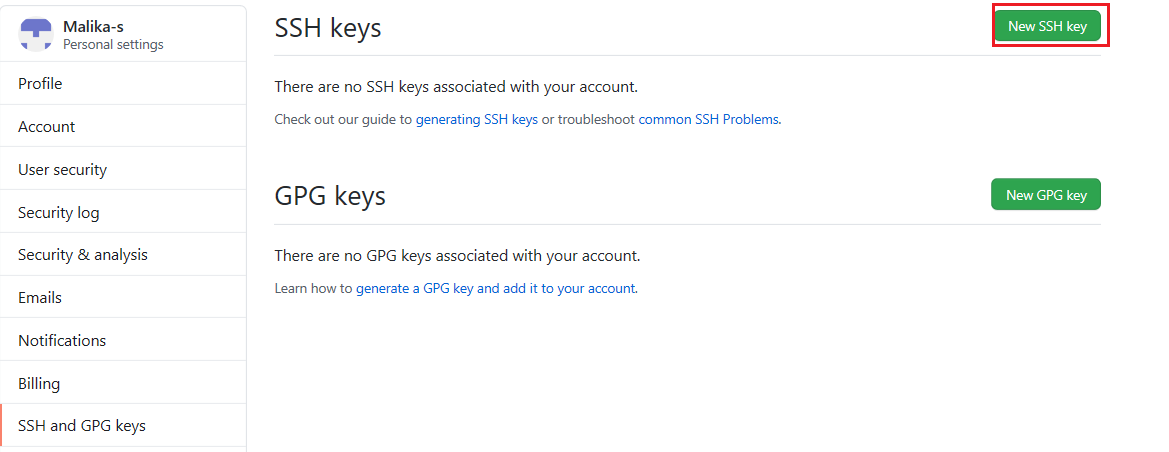 Malika-s
Personal settings
Profile
Account
User security
Security log
Security & analysis
Emails
Notifications
Billing
SSH and GPG keys
SSH keys
New SSH key
There are no SSH keys associated with your account.
Check out our guide to generating SSH keys or troubleshoot common SSH Problems.
GPG keys
New GPG key
There are no GPG keys associated with your account.
Learn how to generate a GPG key and add it to your account.